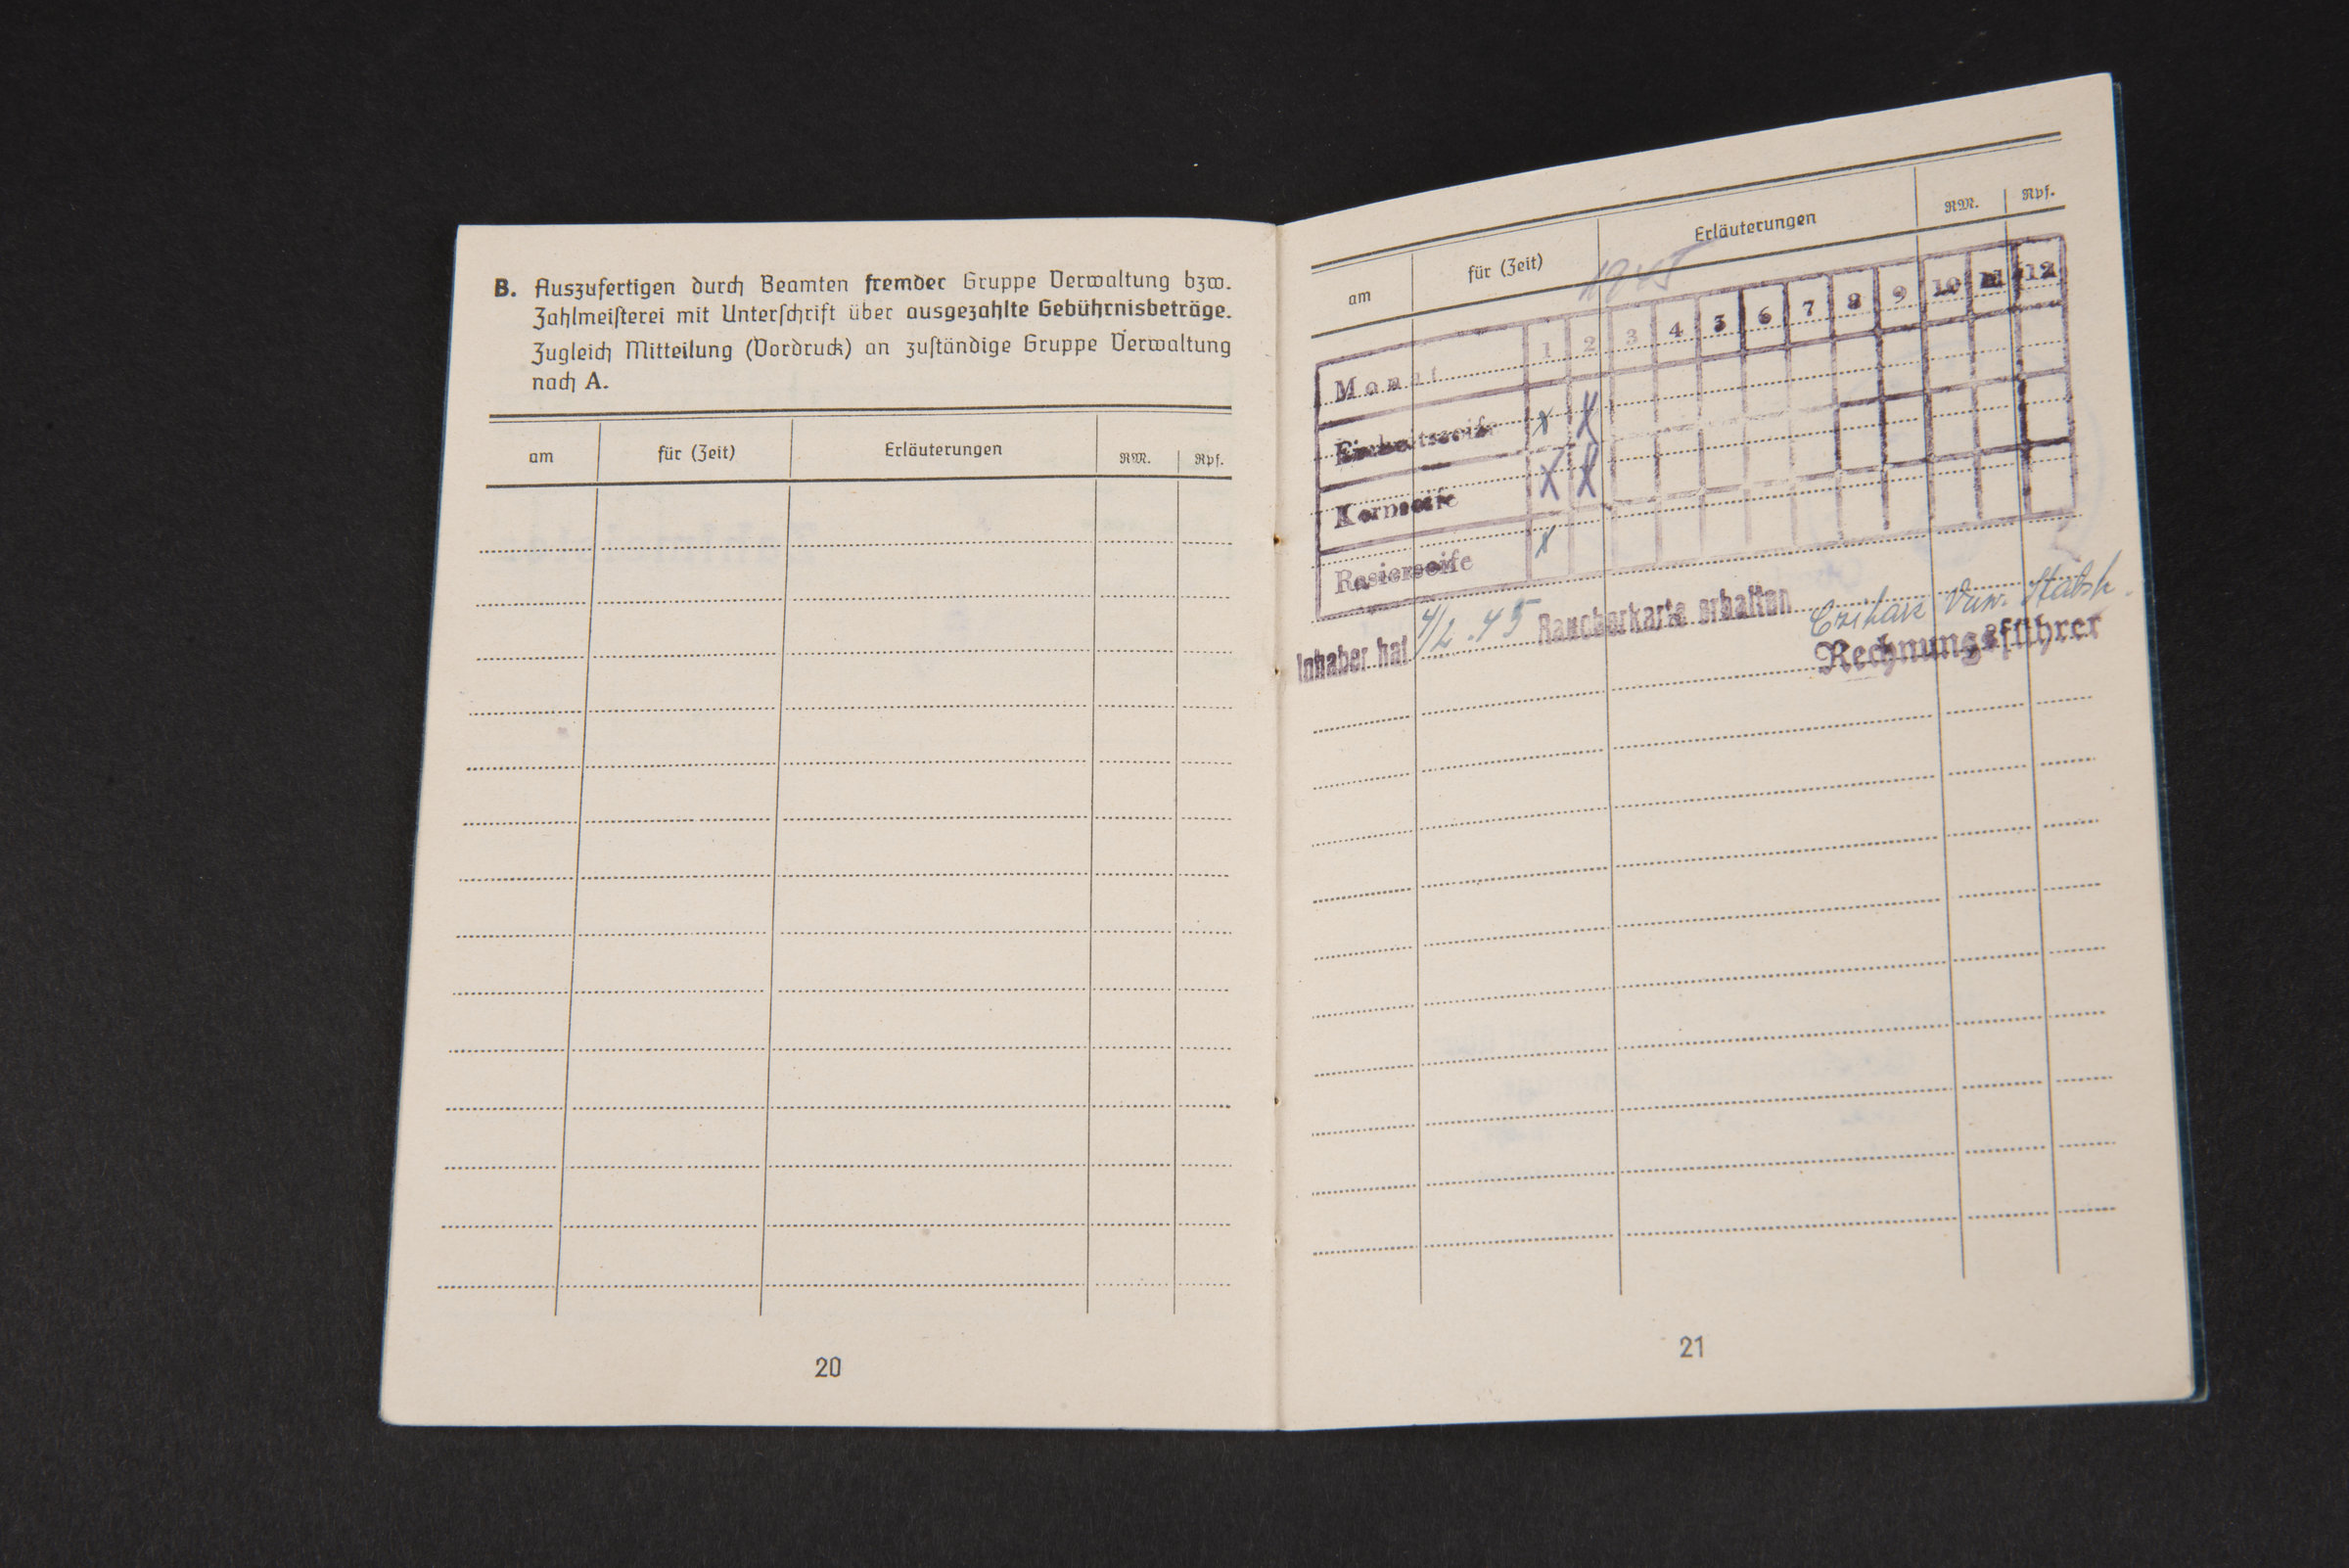 B. Auszufertigen durch Beamten fremder Gruppe Verwaltung bzw.
Zahlmeisterei mit Unterschrift über ausgezahlte Gebührnisbeträge.
Zugleich Mitteilung (Vordruck) an zuständige Gruppe Verwaltung
nach A.
am für (Zeit) Erläuterungen RM. Rpf.
20
am für (Zeit) Erläuterungen RM. Rpf.
1945
Monat 1 2 3 4 5 6 7 8 9 10 11 12
Einheitsseife x x
Kernseife x x
Rasierseife x
Inhaber hat 4/2.45 Raucherkarte erhalten
Verw. Stabsh.
Rechnungsführer
21